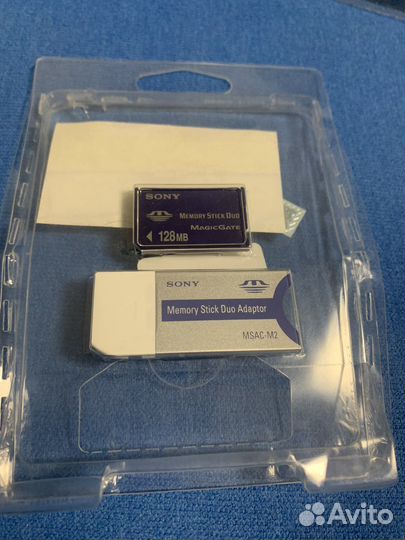 SONY
MEMORY STICK DUO
MAGICGATE
128MB
SONY
Memory Stick Duo Adaptor
MSAC-M2
Avito